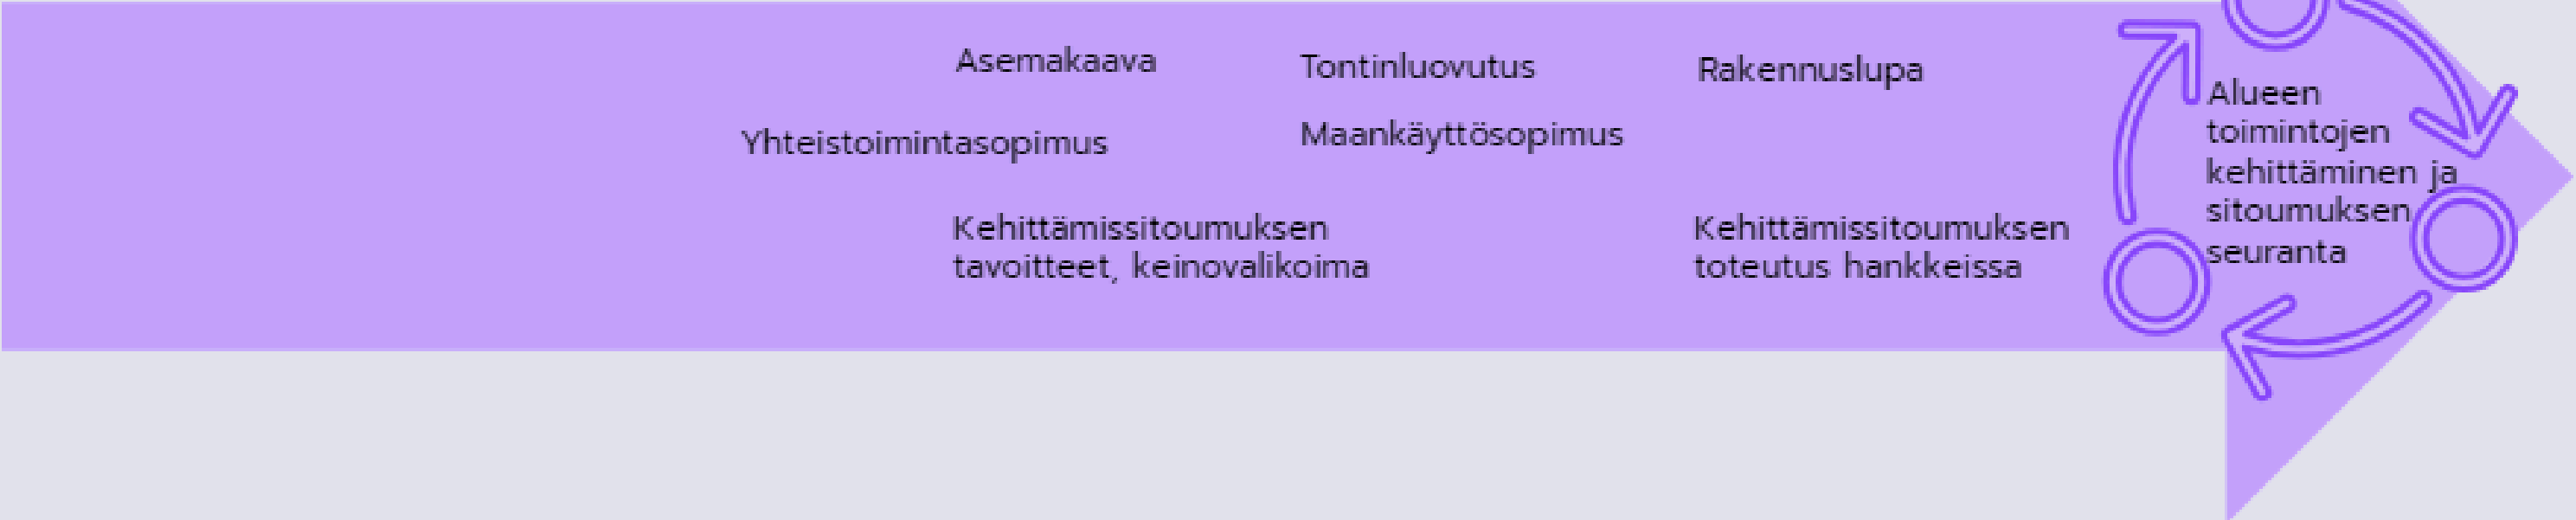 Asemakaava
Tontinluovutus
Rakennuslupa
Yhteistoimintasopimus
Maankäyttösopimus
Kehittämissitoumuksen
tavoitteet, keinovalikoima
Kehittämissitoumuksen
toteutus hankkeissa
Alueen
toimintojen
kehittäminen ja
sitoumuksen
seuranta